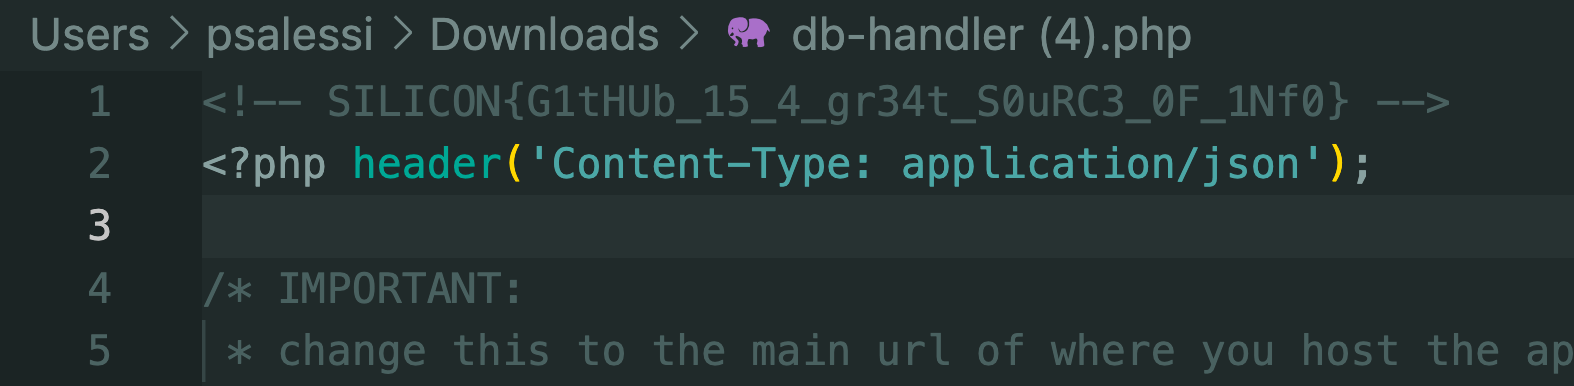 Users > psalessi > Downloads > db-handler (4).php
1 <!-- SILICON{G1tHUb_15_4_gr34t_S0uRC3_0F_1Nf0} -->
2 <?php header('Content-Type: application/json');
3
4 /* IMPORTANT:
5 * change this to the main url of where you host the ap